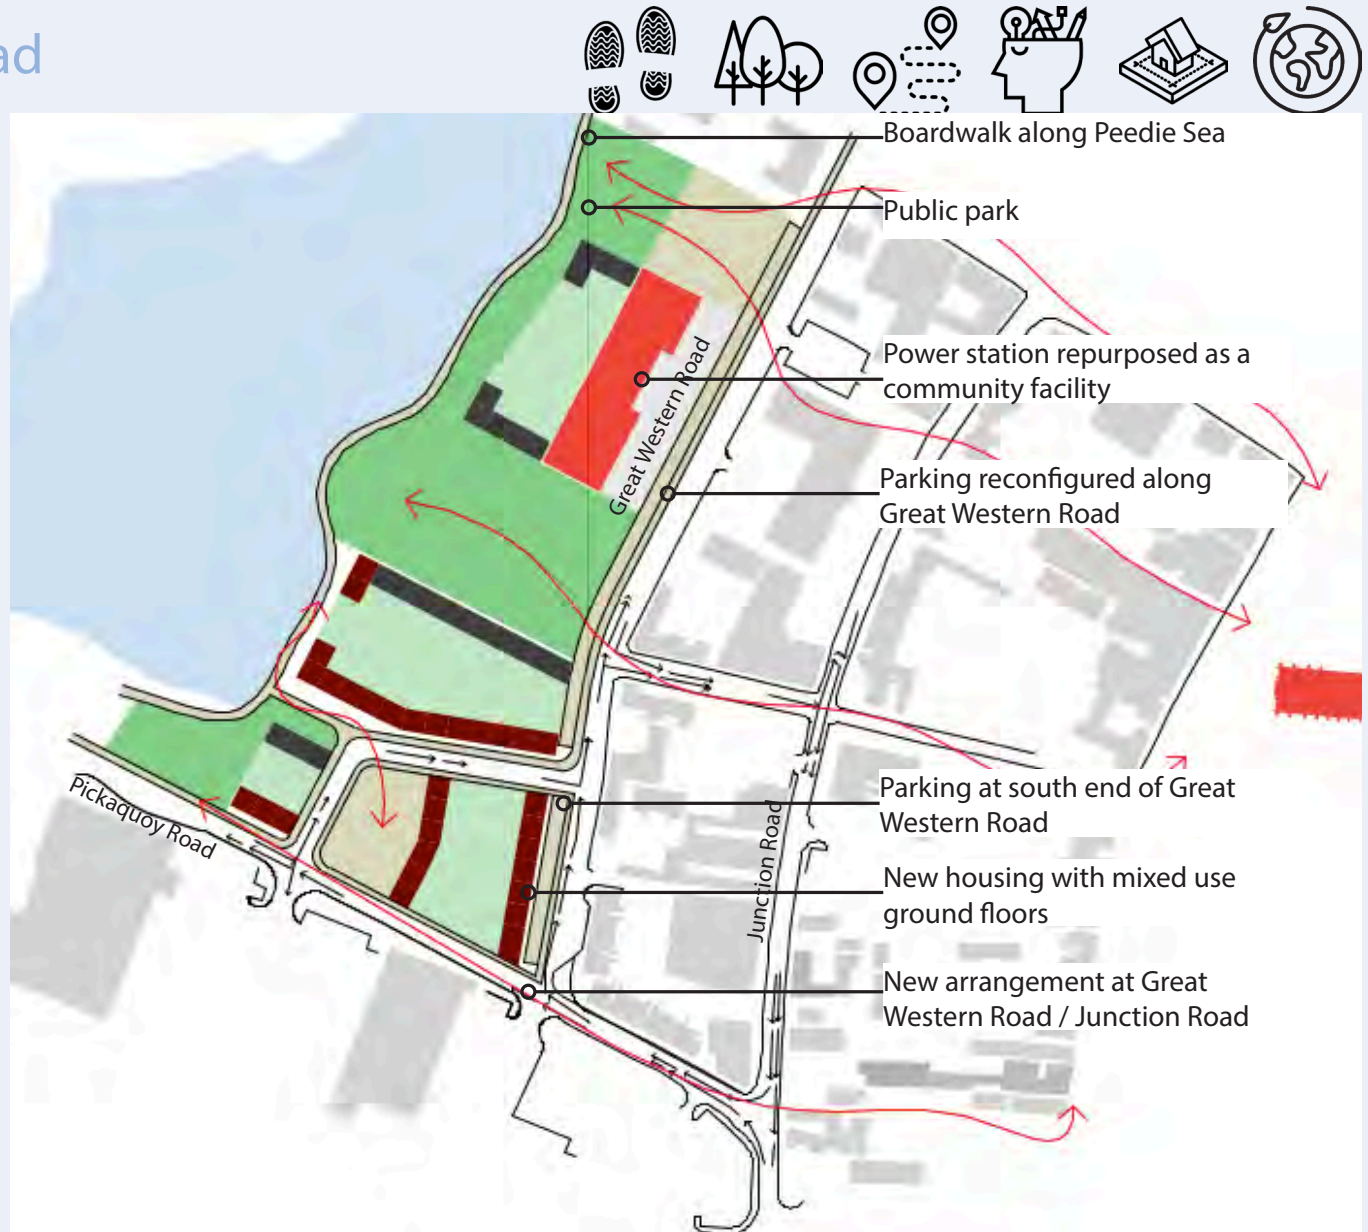 ad
Boardwalk along Peedie Sea
Public park
Power station repurposed as a
community facility
Great Western Road
Parking reconfigured along
Great Western Road
Pickaquoy Road
Junction Road
Parking at south end of Great
Western Road
New housing with mixed use
ground floors
New arrangement at Great
Western Road / Junction Road